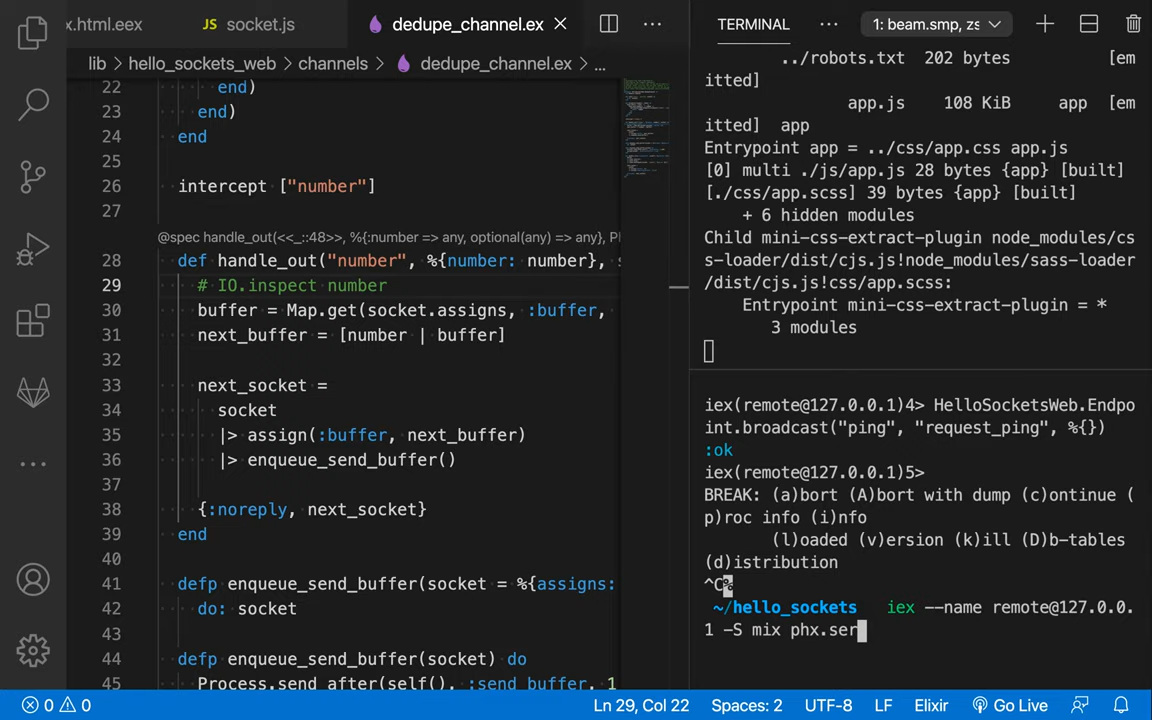 x.html.eex JS socket.js dedupe_channel.ex
lib › hello_sockets_web › channels › dedupe_channel.ex › ...
22 end)
23 end)
24 end
25
26 intercept ["number"]
27
@spec handle_out(<<_::48>>, %{:number => any, optional(any) => any}, Pl
28 def handle_out("number", %{number: number}, s
29 # IO.inspect number
30 buffer = Map.get(socket.assigns, :buffer,
31 next_buffer = [number | buffer]
32
33 next_socket =
34 socket
35 |> assign(:buffer, next_buffer)
36 |> enqueue_send_buffer()
37
38 {:noreply, next_socket}
39 end
40
41 defp enqueue_send_buffer(socket = %{assigns:
42 do: socket
43
44 defp enqueue_send_buffer(socket) do
45 Process.send_after(self(), :send_buffer, 1
TERMINAL ... 1: beam.smp, zs
../robots.txt 202 bytes [em
itted]
app.js 108 KiB app [em
itted] app
Entrypoint app = ../css/app.css app.js
[0] multi ./js/app.js 28 bytes {app} [built]
[./css/app.scss] 39 bytes {app} [built]
+ 6 hidden modules
Child mini-css-extract-plugin node_modules/cs
s-loader/dist/cjs.js!node_modules/sass-loader
/dist/cjs.js!css/app.scss:
Entrypoint mini-css-extract-plugin = *
3 modules
iex(remote@127.0.0.1)4> HelloSocketsWeb.Endpo
int.broadcast("ping", "request_ping", %{})
:ok
iex(remote@127.0.0.1)5>
BREAK: (a)bort (A)bort with dump (c)ontinue (
p)roc info (i)nfo
(l)oaded (v)ersion (k)ill (D)b-tables
(d)istribution
^C%
~/hello_sockets iex --name remote@127.0.0.
1 -S mix phx.ser
0 0 Ln 29, Col 22 Spaces: 2 UTF-8 LF Elixir Go Live